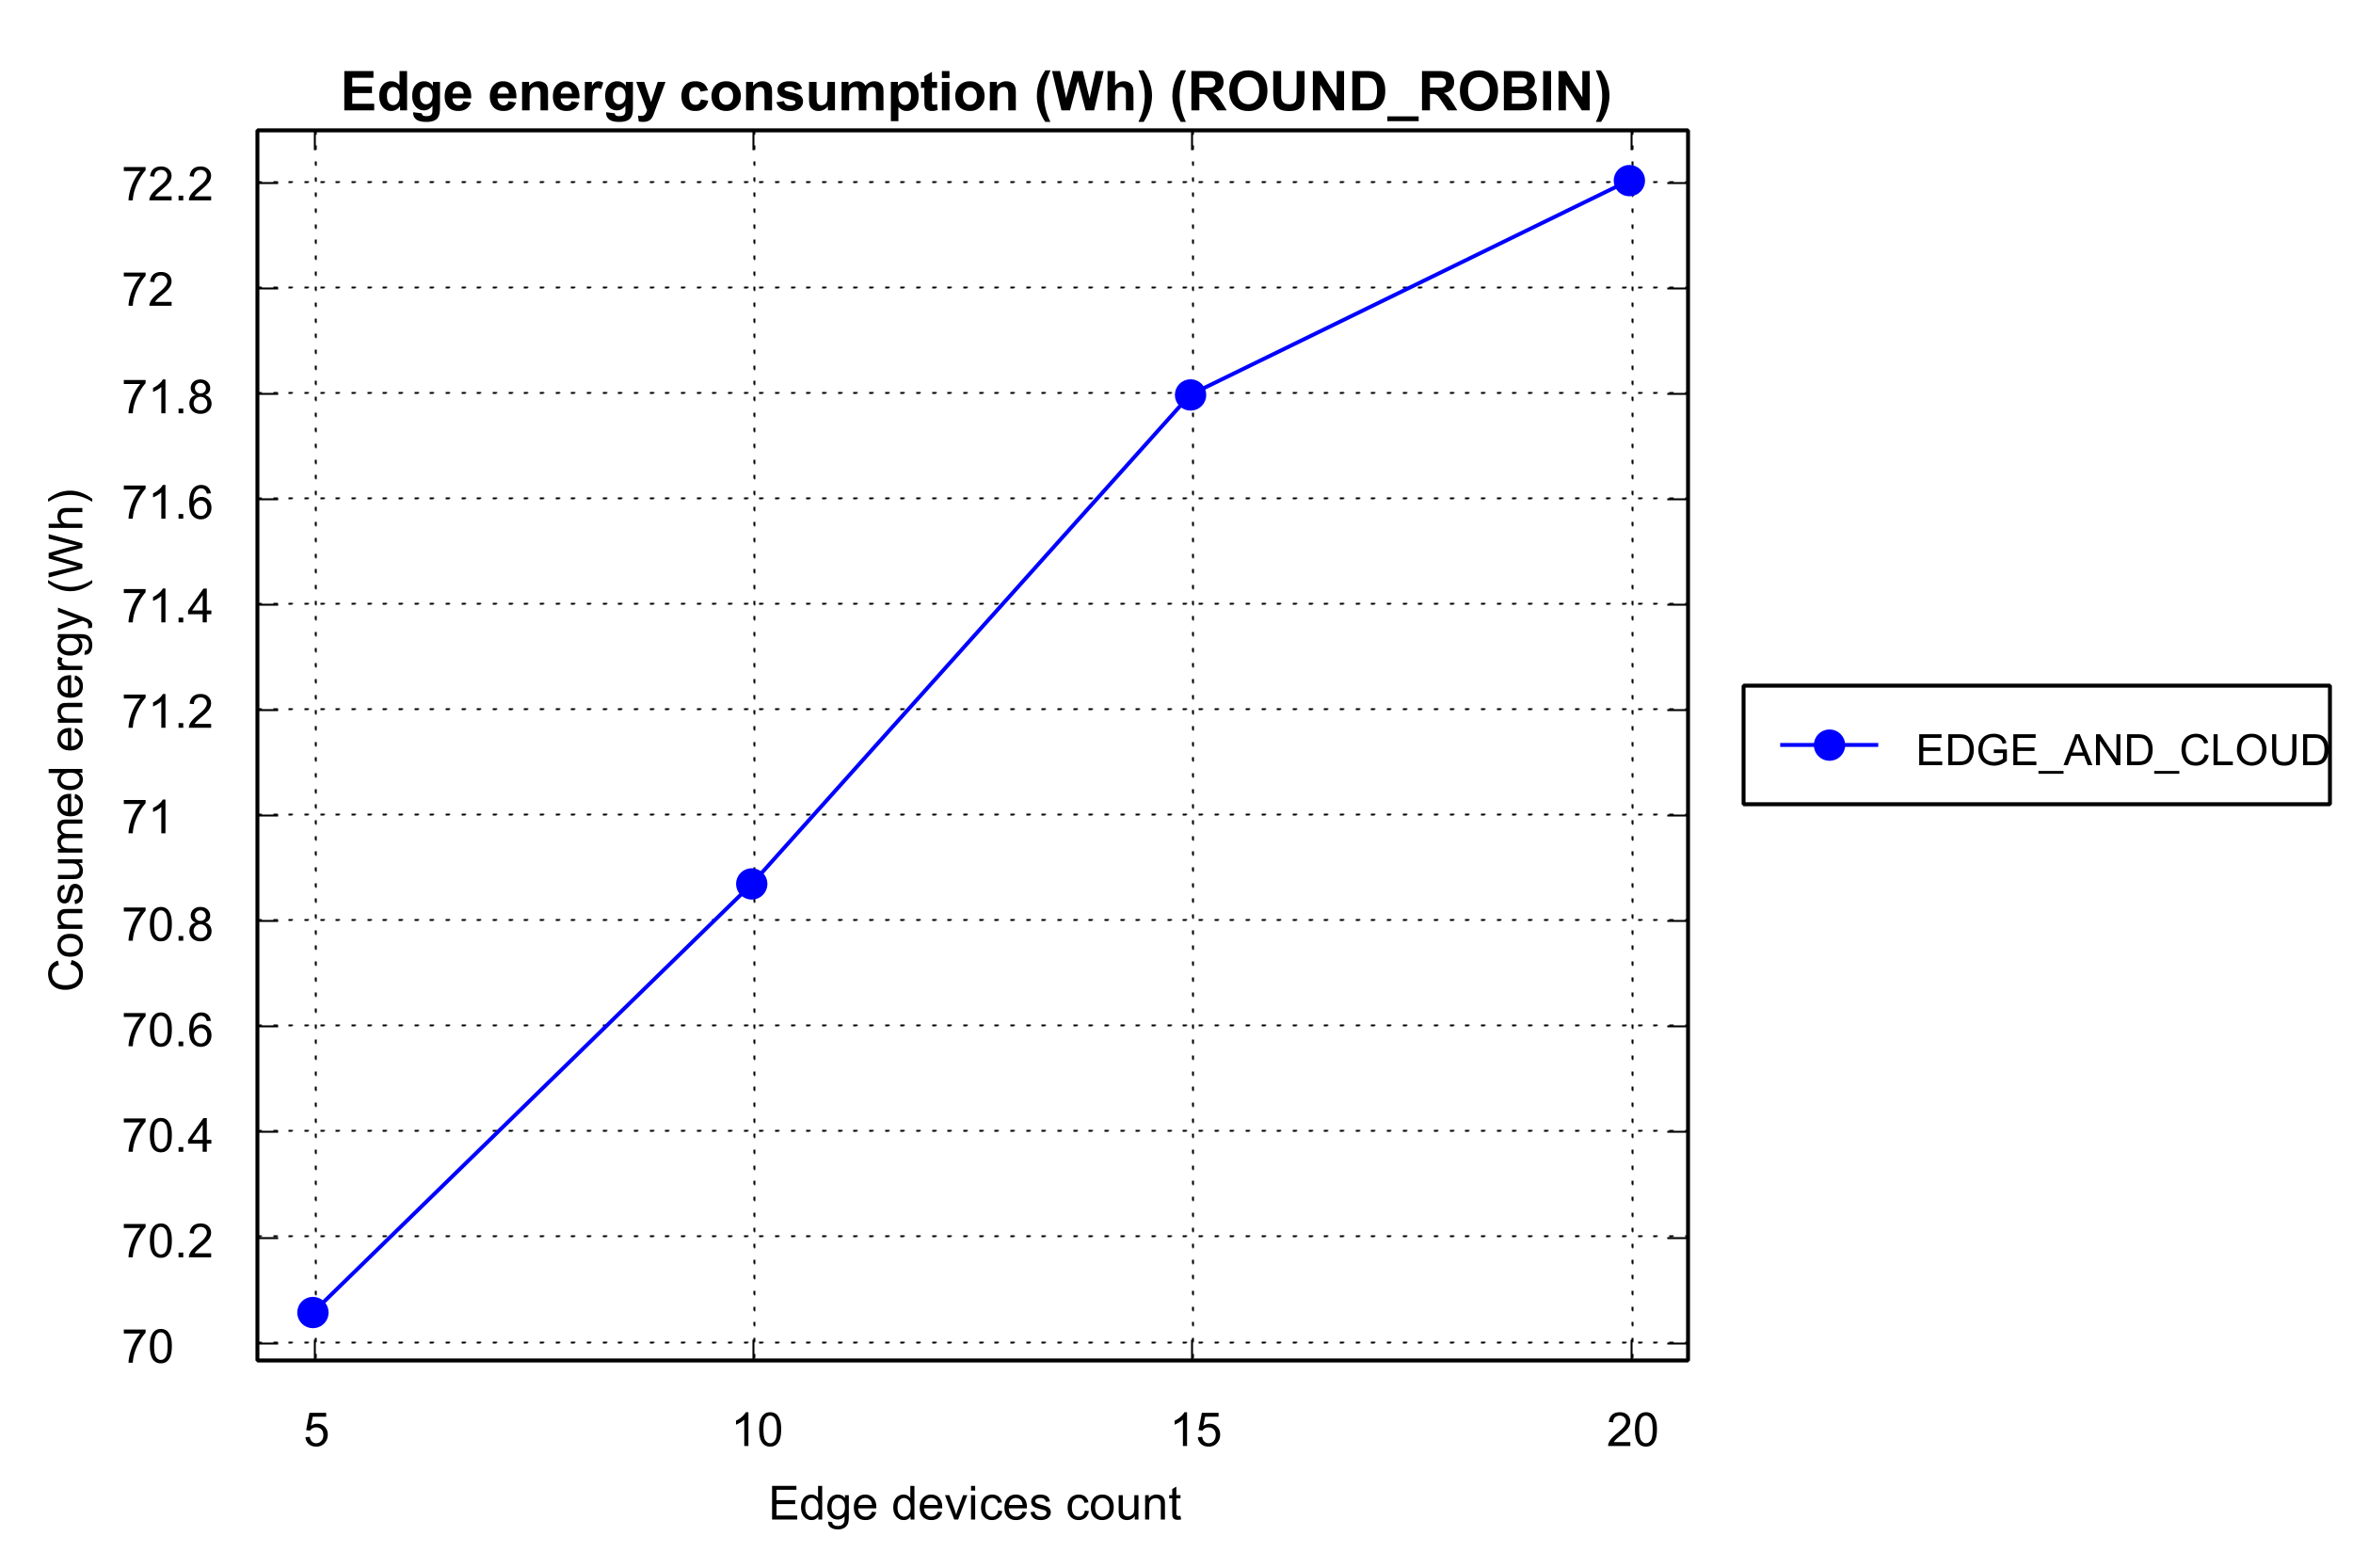 Edge energy consumption (Wh) (ROUND_ROBIN)
Consumed energy (Wh)
72.2
72
71.8
71.6
71.4
71.2
71
70.8
70.6
70.4
70.2
70
5 10 15 20
Edge devices count
EDGE_AND_CLOUD